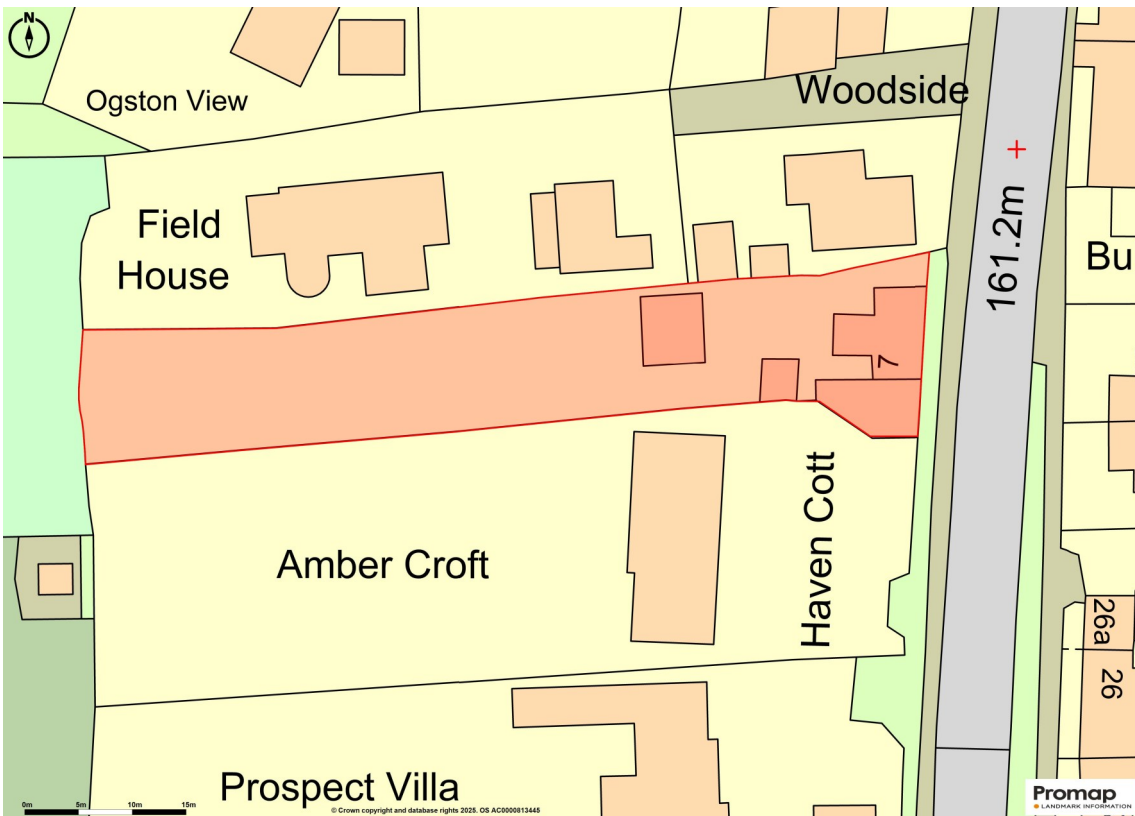 N
Ogston View
Woodside
161.2m
Field
House
Bu
7
Haven Cott
Amber Croft
26a
26
Prospect Villa
0m 5m 10m 15m
© Crown copyright and database rights 2025. OS AC0000813445
Promap
LANDMARK INFORMATION